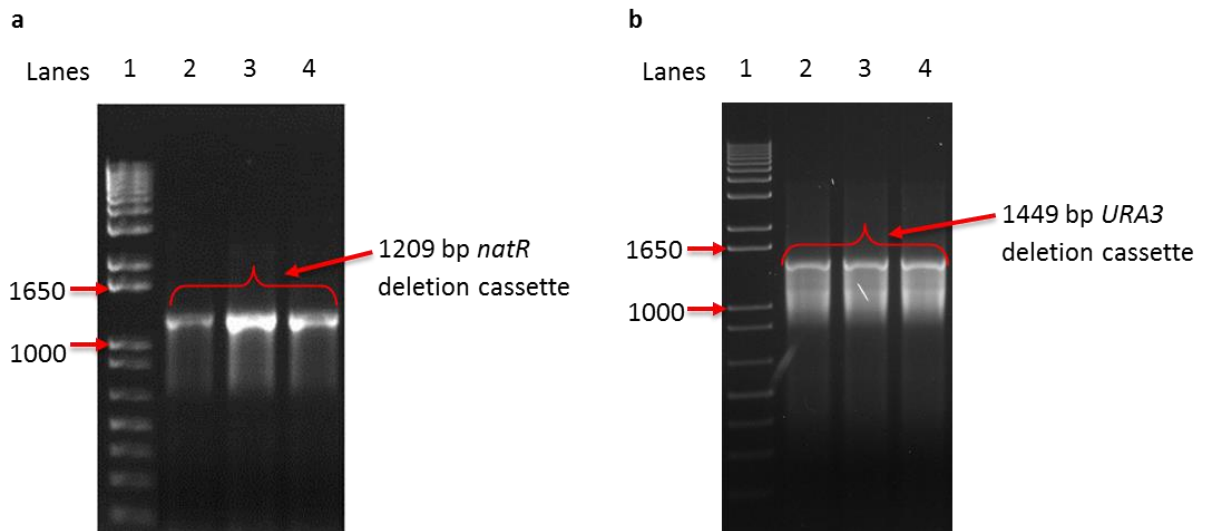 a
Lanes 1 2 3 4
1650
1000
1209 bp natR
deletion cassette
b
Lanes 1 2 3 4
1650
1000
1449 bp URA3
deletion cassette